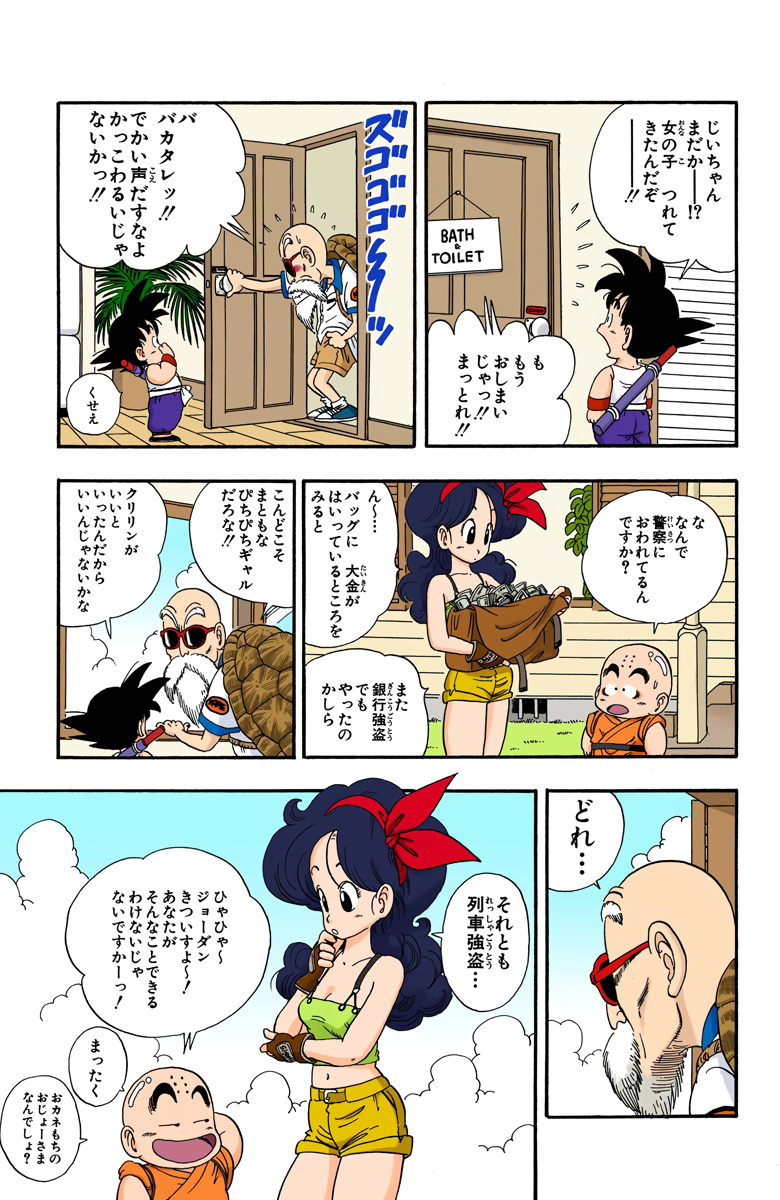 じいちゃん
まだかーー!?
女の子 つれて
きたんだぞ
ーー!!
BATH
&
TOILET
も
もう
おしまい
じゃっ!!
まっとれ!!
ズゴゴゴ〜〜ッ
バ
バカタレッ!!
でかい声だすなよ
かっこわるいじゃ
ないかっ!!
くせえ
な
なんで
警察に
おわれてるん
ですか?
ん〜…
バッグに 大金が
はいっているところを
みると
また
銀行強盗
でも
やったの
かしら
こんどこそ
まともな
ぴちぴちギャル
だろな!!
クリリンが
いいと
いったんだから
いいんじゃないかな
どれ…
それとも
列車強盗…
ひゃひゃ〜
ジョーダン
きついすよ〜!
あなたが
そんなことできる
わけないじゃ
ないですかーっ!
まったく
おカネもちの
おじょーさま
なんでしょ?